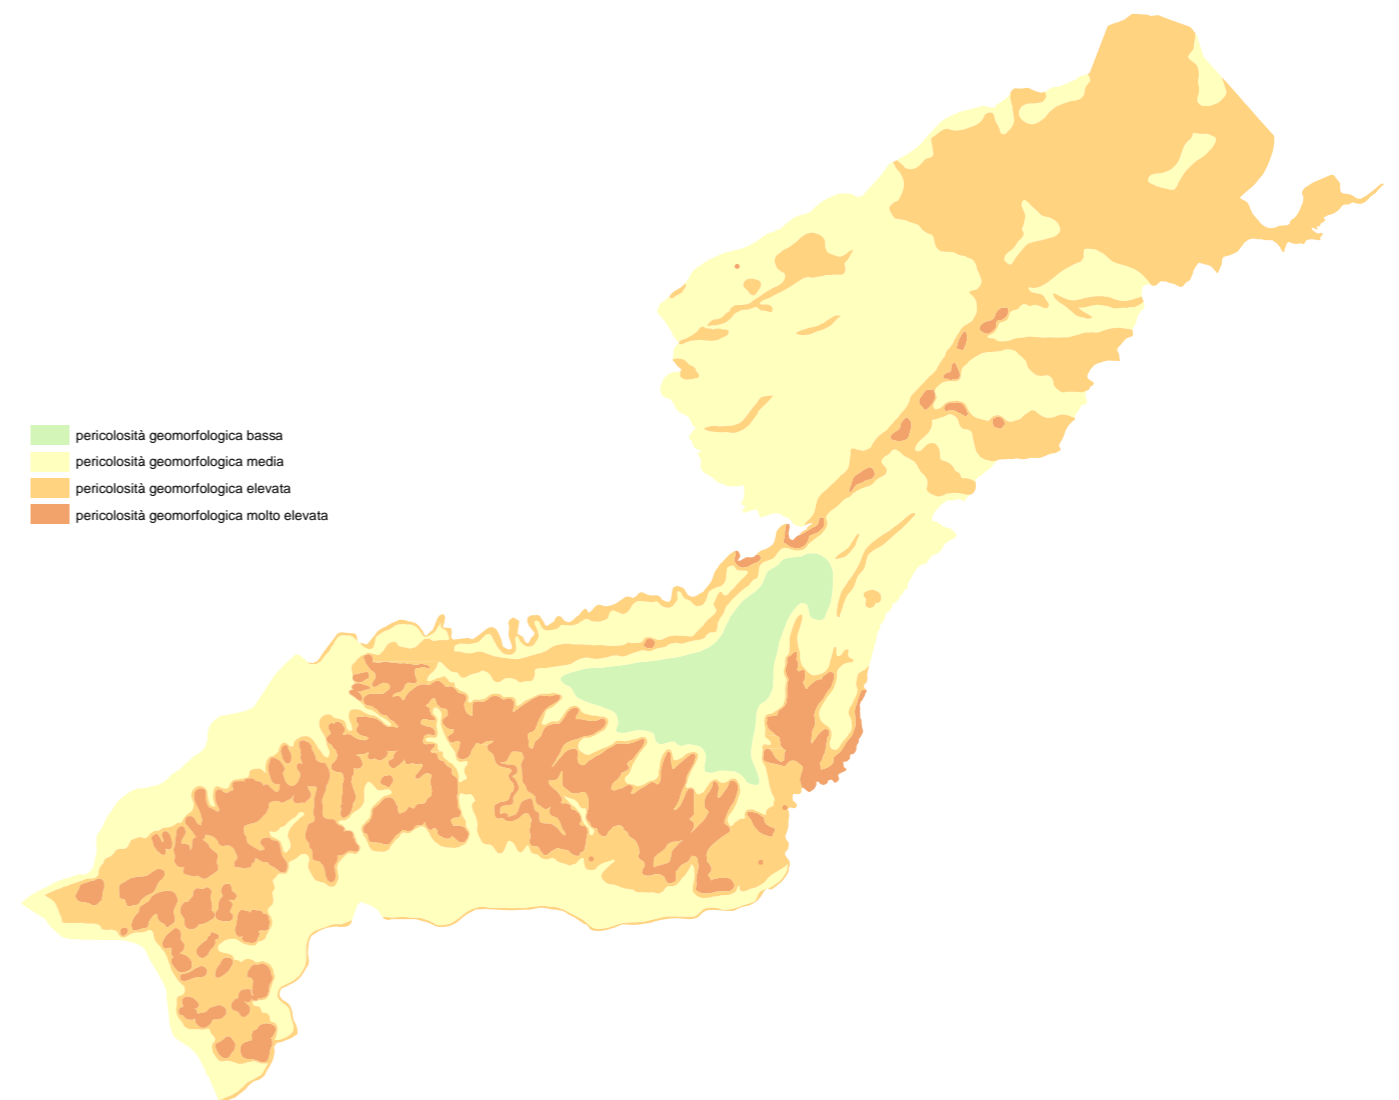 pericolosità geomorfologica bassa
pericolosità geomorfologica media
pericolosità geomorfologica elevata
pericolosità geomorfologica molto elevata